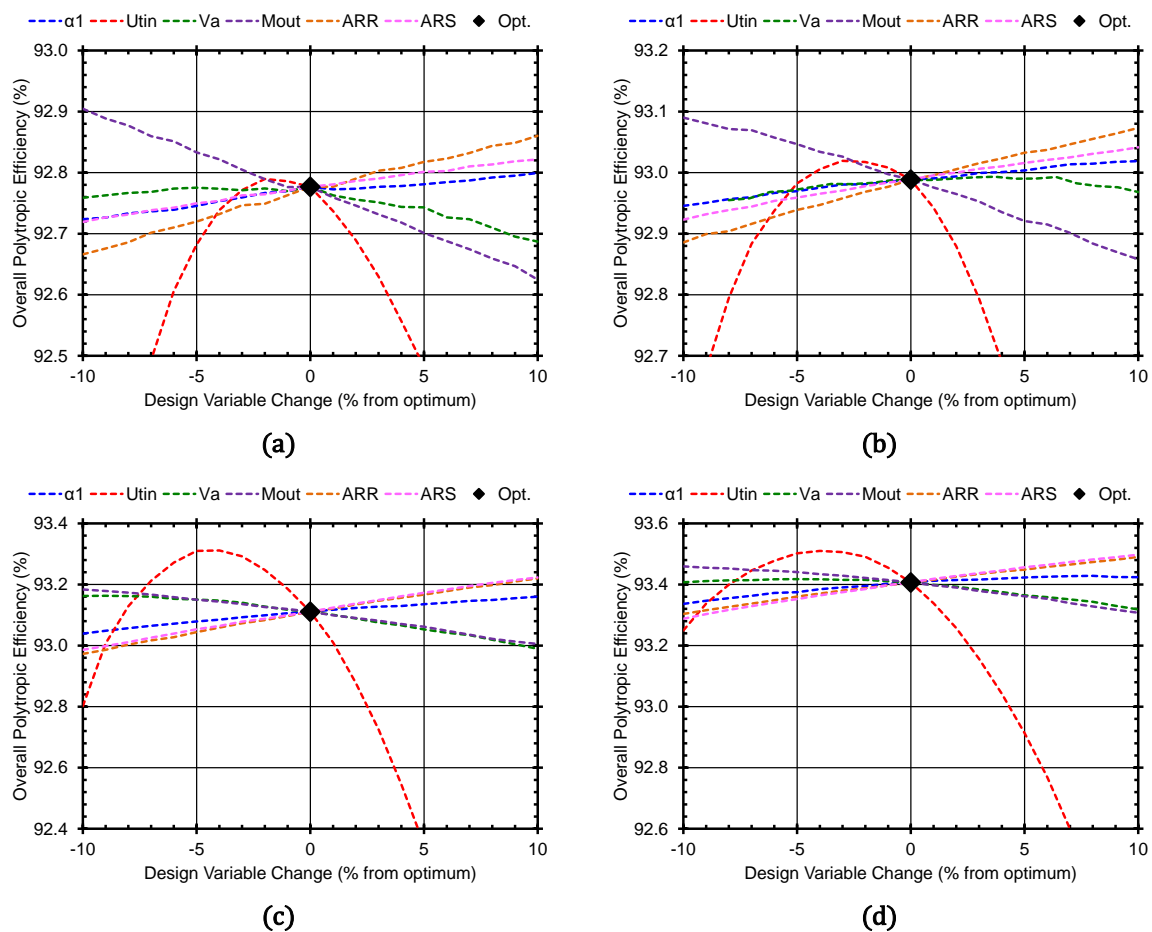 α1 Utin Va Mout ARR ARS Opt.
93.0
92.9
92.8
92.7
92.6
92.5
Overall Polytropic Efficiency (%)
-10 -5 0 5 10
Design Variable Change (% from optimum)
(a)
α1 Utin Va Mout ARR ARS Opt.
93.2
93.1
93.0
92.9
92.8
92.7
Overall Polytropic Efficiency (%)
-10 -5 0 5 10
Design Variable Change (% from optimum)
(b)
α1 Utin Va Mout ARR ARS Opt.
93.4
93.2
93.0
92.8
92.6
92.4
Overall Polytropic Efficiency (%)
-10 -5 0 5 10
Design Variable Change (% from optimum)
(c)
α1 Utin Va Mout ARR ARS Opt.
93.6
93.4
93.2
93.0
92.8
92.6
Overall Polytropic Efficiency (%)
-10 -5 0 5 10
Design Variable Change (% from optimum)
(d)